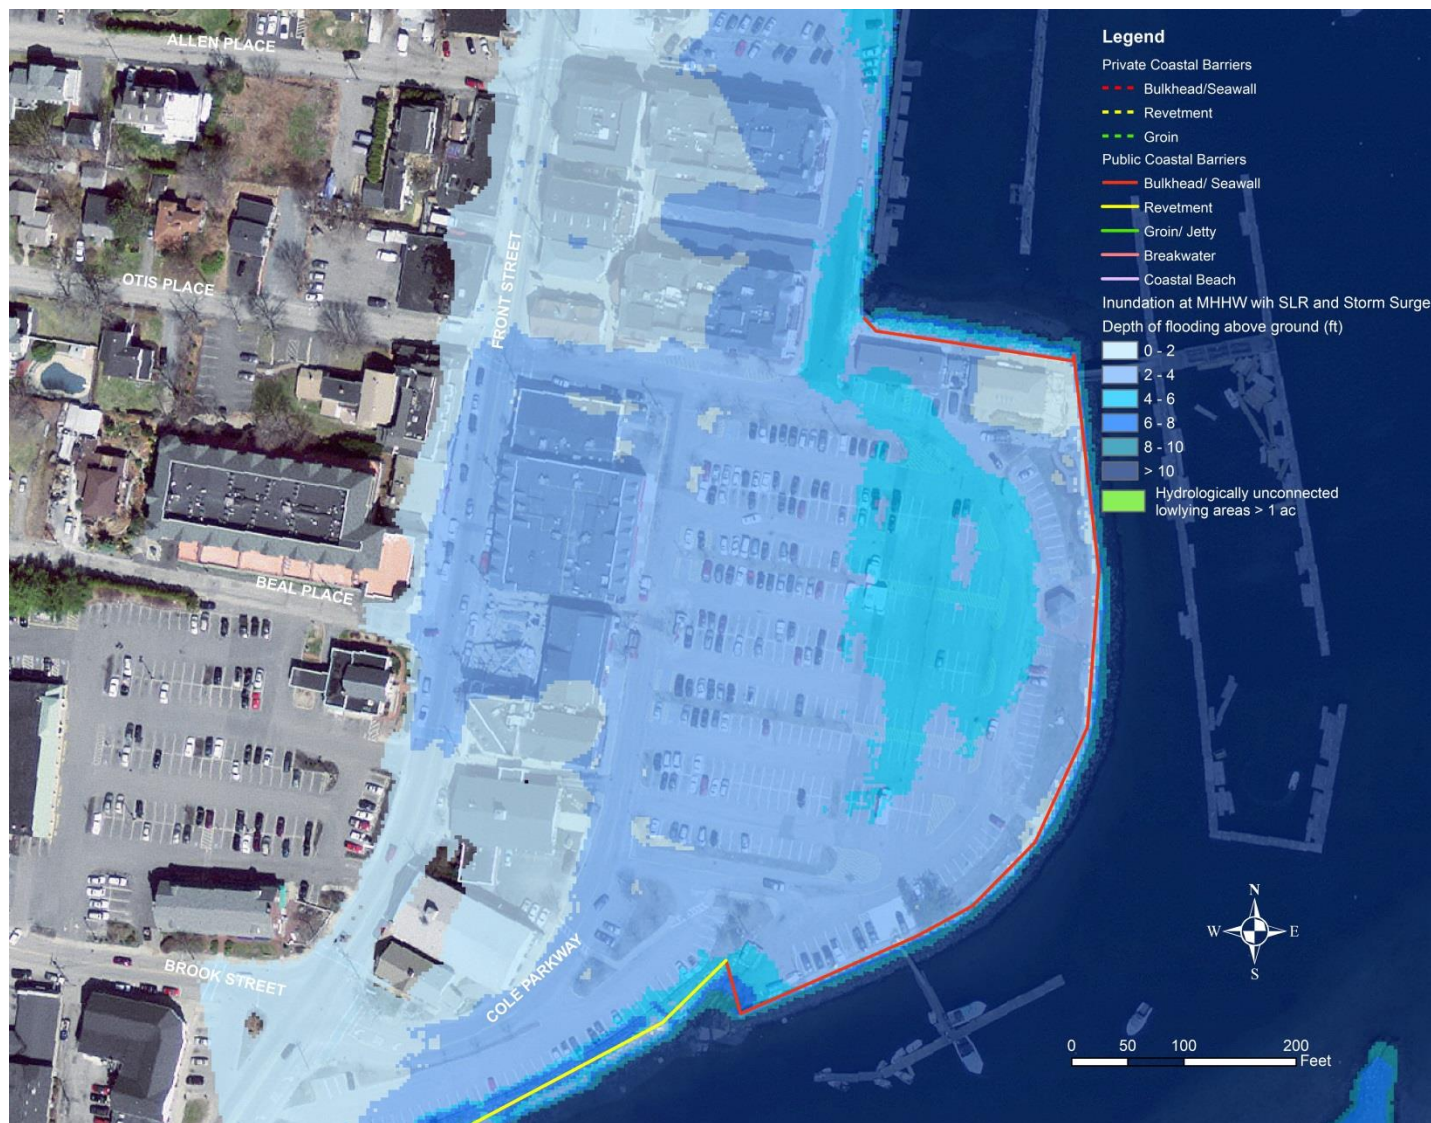 ALLEN PLACE
OTIS PLACE
FRONT STREET
BEAL PLACE
BROOK STREET
COLE PARKWAY
Legend
Private Coastal Barriers
Bulkhead/Seawall
Revetment
Groin
Public Coastal Barriers
Bulkhead/ Seawall
Revetment
Groin/ Jetty
Breakwater
Coastal Beach
Inundation at MHHW wih SLR and Storm Surge
Depth of flooding above ground (ft)
0 - 2
2 - 4
4 - 6
6 - 8
8 - 10
> 10
Hydrologically unconnected
lowlying areas > 1 ac
N
W E
S
0 50 100 200
Feet